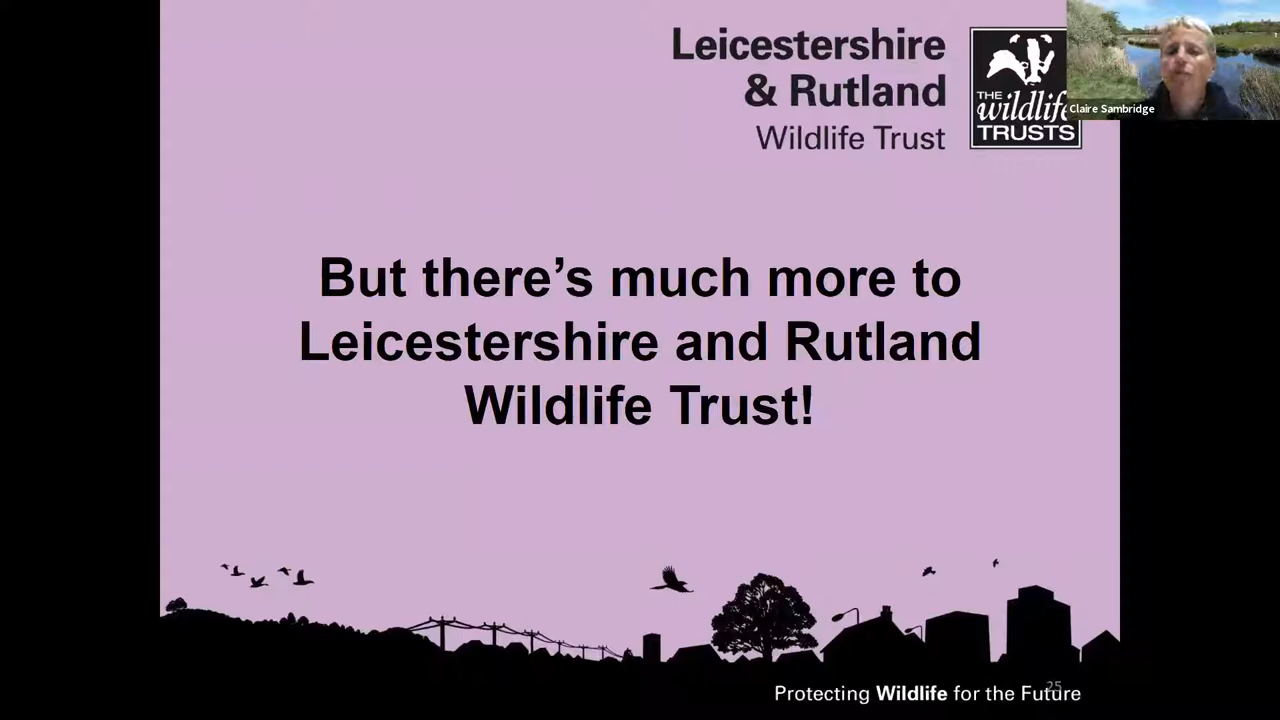 Leicestershire
& Rutland
Wildlife Trust
THE
wildlife
TRUSTS
Claire Sambridge
But there’s much more to
Leicestershire and Rutland
Wildlife Trust!
25
Protecting Wildlife for the Future